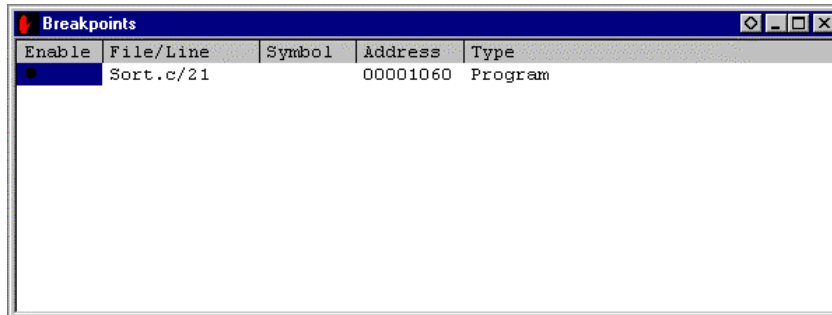 Breakpoints
Enable File/Line Symbol Address Type
Sort.c/21 00001060 Program